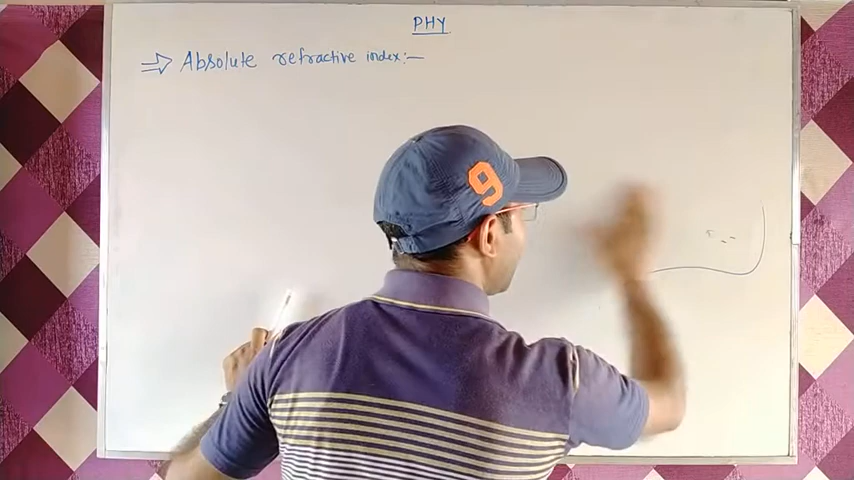 PHY
⇒ Absolute refractive index:—
9